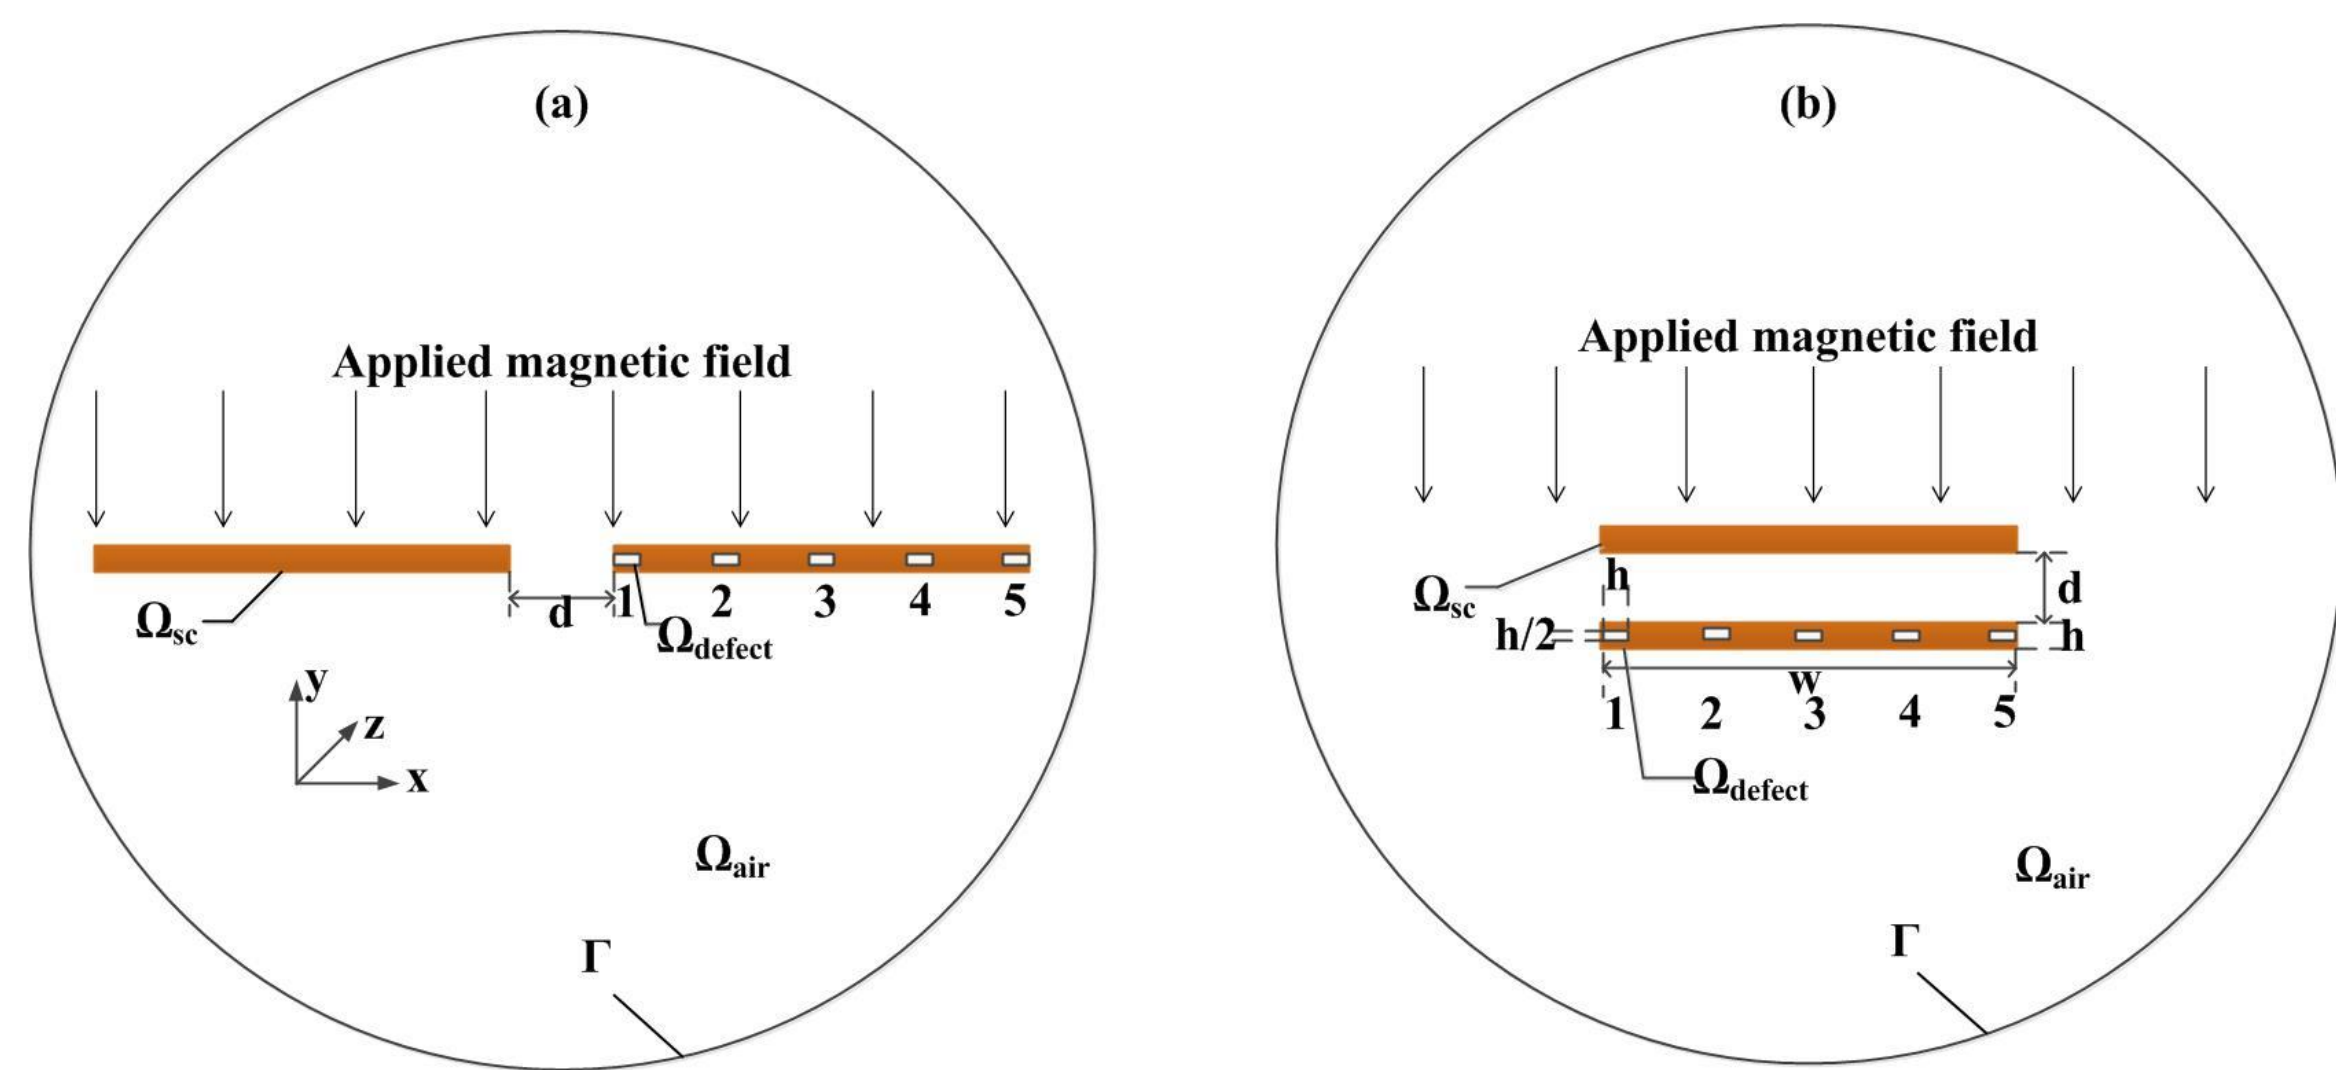 (a)
Applied magnetic field
d
1 2 3 4 5
Ωsc
Ωdefect
y
z
x
Ωair
Γ
(b)
Applied magnetic field
Ωsc
h
d
h/2
h
w
1 2 3 4 5
Ωdefect
Ωair
Γ